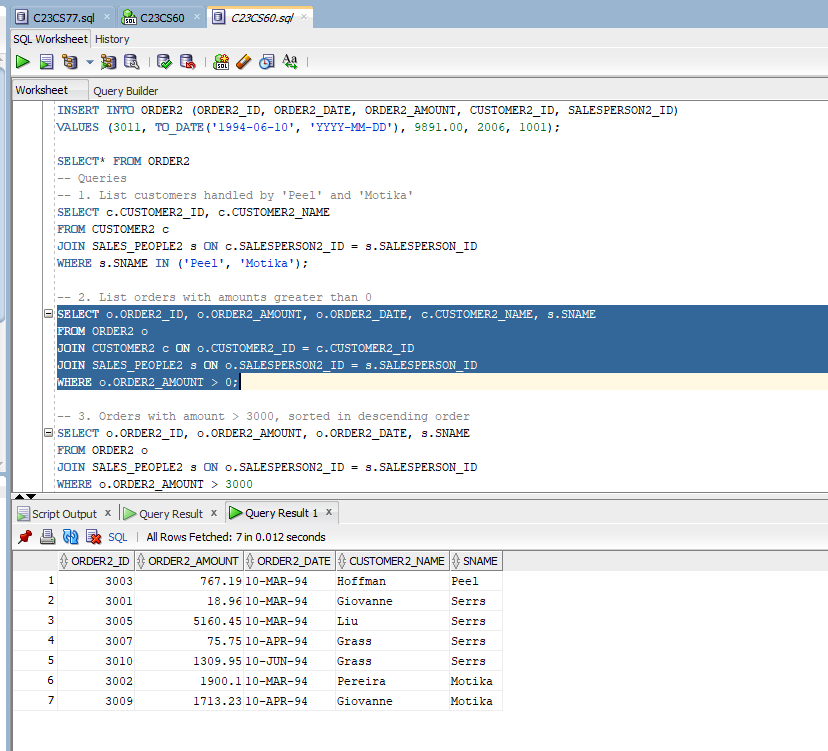 C23CS77.sql × C23CS60 × C23CS60.sql ×
SQL Worksheet History
Worksheet Query Builder
INSERT INTO ORDER2 (ORDER2_ID, ORDER2_DATE, ORDER2_AMOUNT, CUSTOMER2_ID, SALESPERSON2_ID)
VALUES (3011, TO_DATE('1994-06-10', 'YYYY-MM-DD'), 9891.00, 2006, 1001);
SELECT* FROM ORDER2
-- Queries
-- 1. List customers handled by 'Peel' and 'Motika'
SELECT c.CUSTOMER2_ID, c.CUSTOMER2_NAME
FROM CUSTOMER2 c
JOIN SALES_PEOPLE2 s ON c.SALESPERSON2_ID = s.SALESPERSON_ID
WHERE s.SNAME IN ('Peel', 'Motika');
-- 2. List orders with amounts greater than 0
SELECT o.ORDER2_ID, o.ORDER2_AMOUNT, o.ORDER2_DATE, c.CUSTOMER2_NAME, s.SNAME
FROM ORDER2 o
JOIN CUSTOMER2 c ON o.CUSTOMER2_ID = c.CUSTOMER2_ID
JOIN SALES_PEOPLE2 s ON o.SALESPERSON2_ID = s.SALESPERSON_ID
WHERE o.ORDER2_AMOUNT > 0;
-- 3. Orders with amount > 3000, sorted in descending order
SELECT o.ORDER2_ID, o.ORDER2_AMOUNT, o.ORDER2_DATE, s.SNAME
FROM ORDER2 o
JOIN SALES_PEOPLE2 s ON o.SALESPERSON2_ID = s.SALESPERSON_ID
WHERE o.ORDER2_AMOUNT > 3000
Script Output × Query Result × Query Result 1 ×
SQL All Rows Fetched: 7 in 0.012 seconds
ORDER2_ID ORDER2_AMOUNT ORDER2_DATE CUSTOMER2_NAME SNAME
1 3003 767.19 10-MAR-94 Hoffman Peel
2 3001 18.96 10-MAR-94 Giovanne Serrs
3 3005 5160.45 10-MAR-94 Liu Serrs
4 3007 75.75 10-APR-94 Grass Serrs
5 3010 1309.95 10-JUN-94 Grass Serrs
6 3002 1900.1 10-MAR-94 Pereira Motika
7 3009 1713.23 10-APR-94 Giovanne Motika